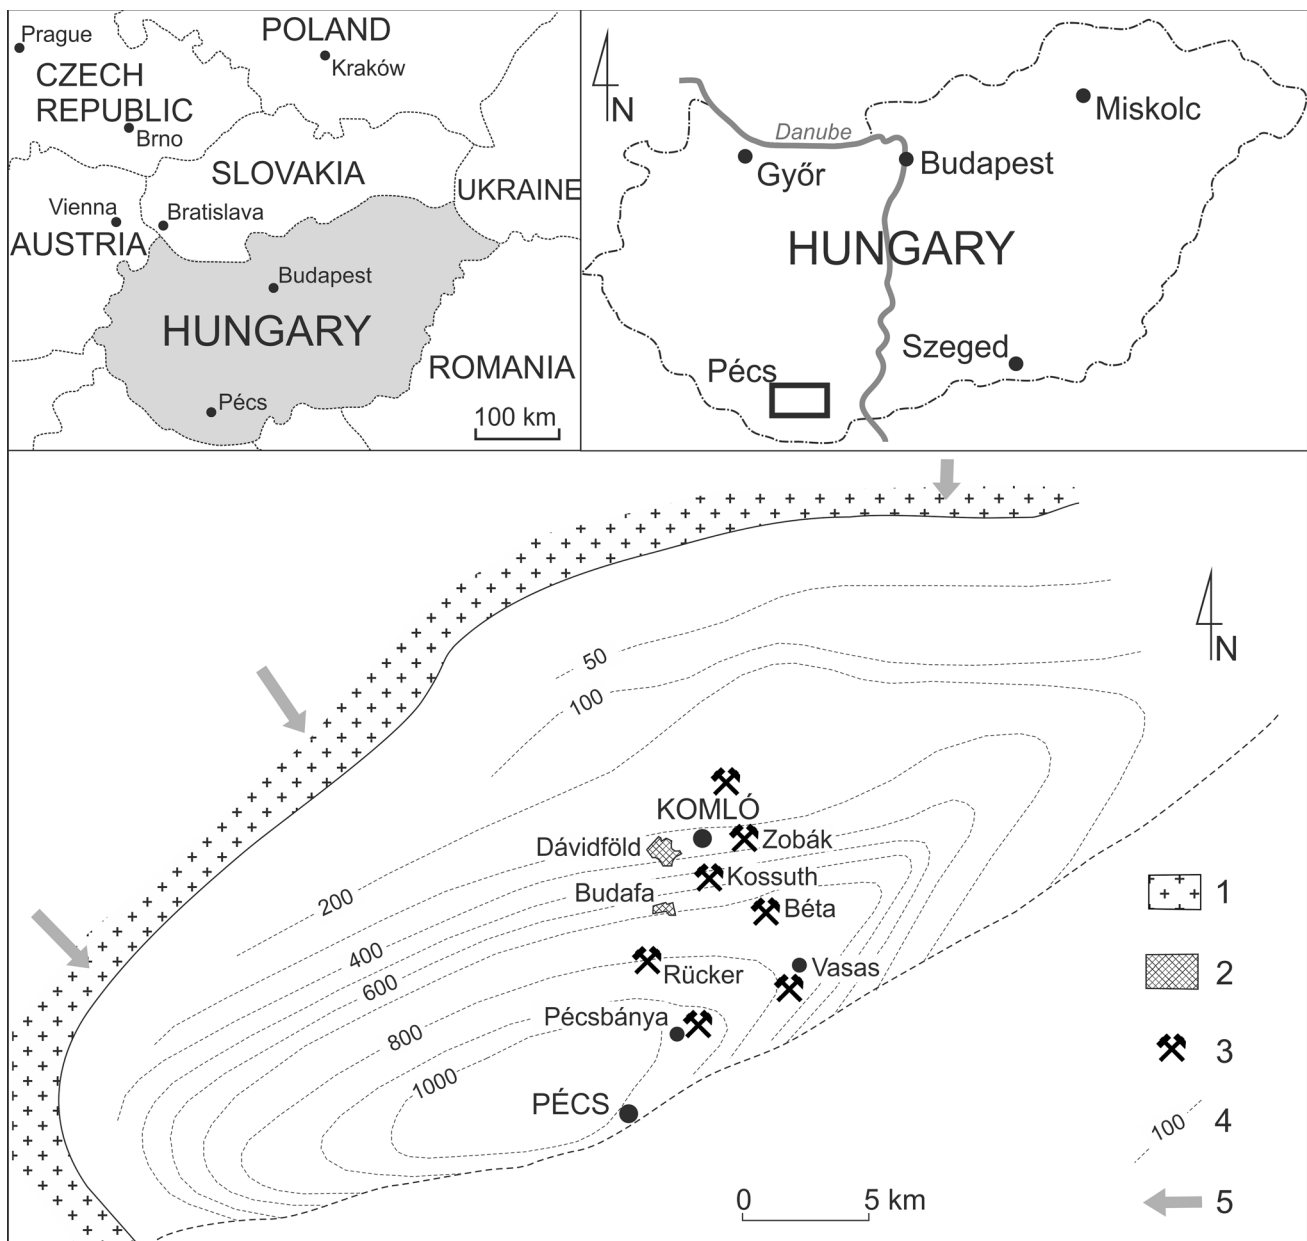 Prague
POLAND
Kraków
CZECH
REPUBLIC
Brno
SLOVAKIA
UKRAINE
Vienna
Bratislava
AUSTRIA
Budapest
HUNGARY
ROMANIA
Pécs
100 km
N
Danube
Miskolc
Győr
Budapest
HUNGARY
Szeged
Pécs
N
50
100
KOMLÓ
Dávidföld
Zobák
Kossuth
Budafa
Béta
200
400
600
800
1000
Rücker
Vasas
Pécsbánya
PÉCS
1
2
3
100
4
5
0 5 km